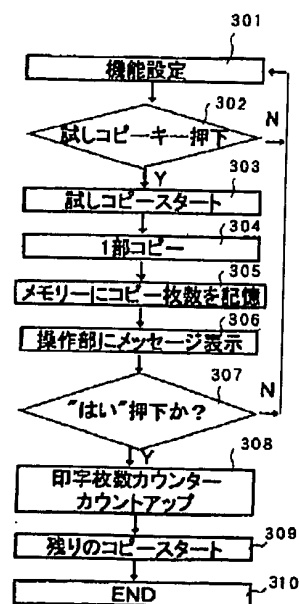 301
機能設定
302
試しコピーキー押下
N
Y
303
試しコピースタート
304
1部コピー
305
メモリーにコピー枚数を記憶
306
操作部にメッセージ表示
307
"はい"押下か?
N
Y
308
印字枚数カウンター
カウントアップ
309
残りのコピースタート
310
END